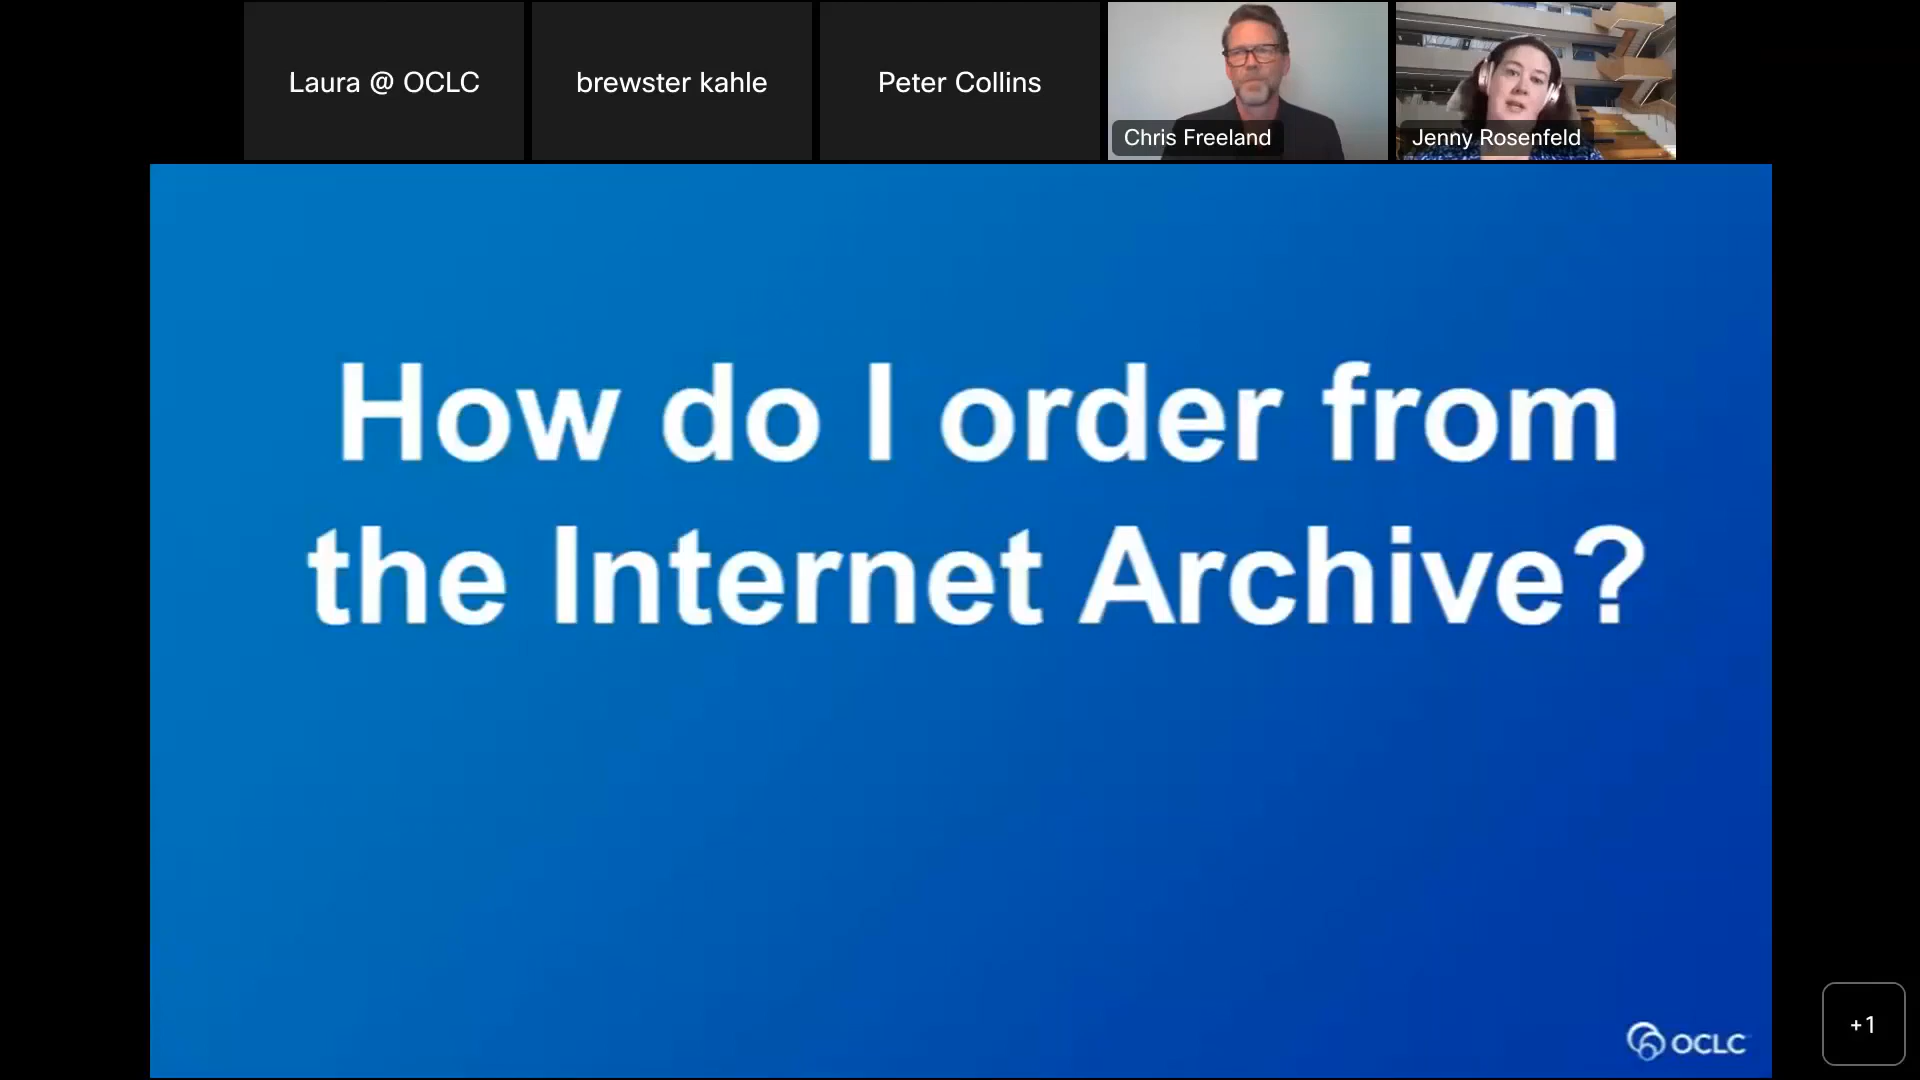 Laura @ OCLC
brewster kahle
Peter Collins
Chris Freeland
Jenny Rosenfeld
How do I order from
the Internet Archive?
OCLC
+1